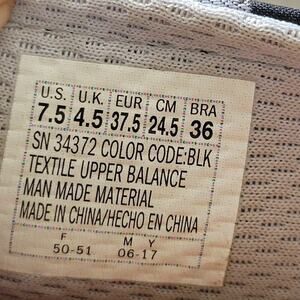 U.S. U.K. EUR CM BRA
7.5 4.5 37.5 24.5 36
SN 34372 COLOR CODE:BLK
TEXTILE UPPER BALANCE
MAN MADE MATERIAL
MADE IN CHINA/HECHO EN CHINA
F M Y
50-51 06-17